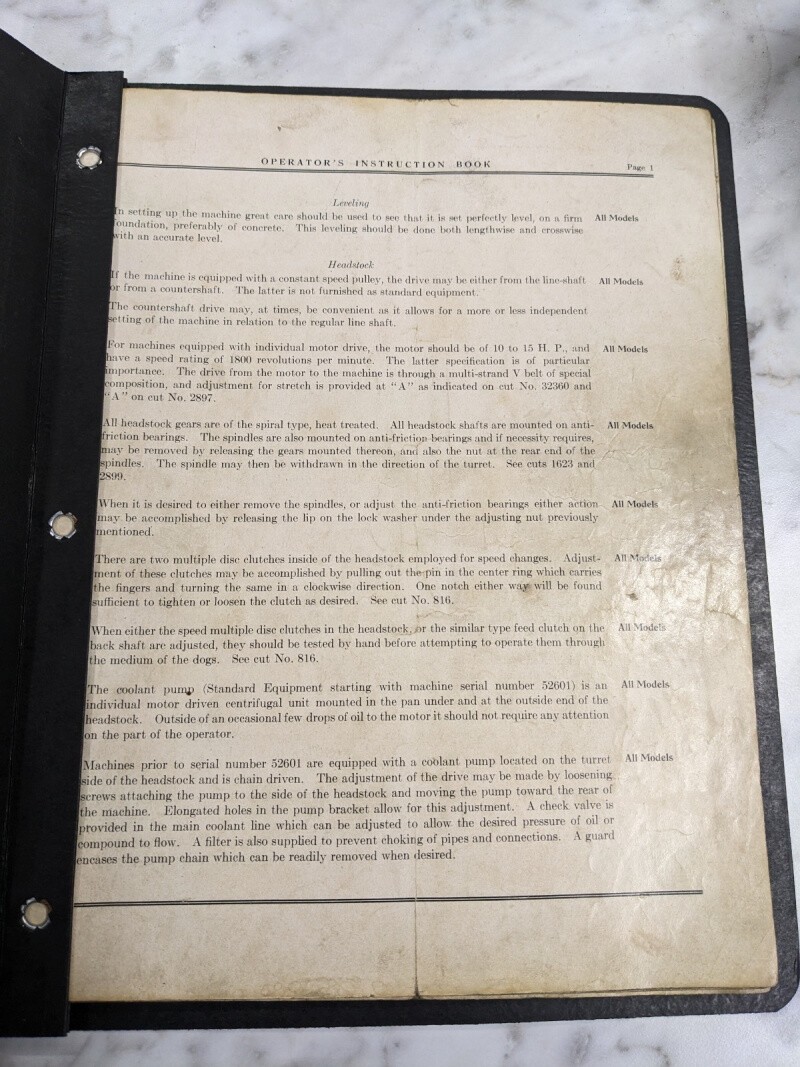 OPERATOR'S INSTRUCTION BOOK Page 1
Leveling
In setting up the machine great care should be used to see that it is set perfectly level, on a firm All Models
foundation, preferably of concrete. This leveling should be done both lengthwise and crosswise
with an accurate level.
Headstock
If the machine is equipped with a constant speed pulley, the drive may be either from the line-shaft All Models
or from a countershaft. The latter is not furnished as standard equipment.
The countershaft drive may, at times, be convenient as it allows for a more or less independent
setting of the machine in relation to the regular line shaft.
For machines equipped with individual motor drive, the motor should be of 10 to 15 H. P., and All Models
have a speed rating of 1800 revolutions per minute. The latter specification is of particular
importance. The drive from the motor to the machine is through a multi-strand V belt of special
composition, and adjustment for stretch is provided at "A" as indicated on cut No. 32360 and
"A" on cut No. 2897.
All headstock gears are of the spiral type, heat treated. All headstock shafts are mounted on anti- All Models
friction bearings. The spindles are also mounted on anti-friction bearings and if necessity requires,
may be removed by releasing the gears mounted thereon, and also the nut at the rear end of the
spindles. The spindle may then be withdrawn in the direction of the turret. See cuts 1623 and
2899.
When it is desired to either remove the spindles, or adjust the anti-friction bearings either action All Models
may be accomplished by releasing the lip on the lock washer under the adjusting nut previously
mentioned.
There are two multiple disc clutches inside of the headstock employed for speed changes. Adjust- All Models
ment of these clutches may be accomplished by pulling out the pin in the center ring which carries
the fingers and turning the same in a clockwise direction. One notch either way will be found
sufficient to tighten or loosen the clutch as desired. See cut No. 816.
When either the speed multiple disc clutches in the headstock, or the similar type feed clutch on the All Models
back shaft are adjusted, they should be tested by hand before attempting to operate them through
the medium of the dogs. See cut No. 816.
The coolant pump (Standard Equipment starting with machine serial number 52601) is an All Models
individual motor driven centrifugal unit mounted in the pan under and at the outside end of the
headstock. Outside of an occasional few drops of oil to the motor it should not require any attention
on the part of the operator.
Machines prior to serial number 52601 are equipped with a coolant pump located on the turret All Models
side of the headstock and is chain driven. The adjustment of the drive may be made by loosening
screws attaching the pump to the side of the headstock and moving the pump toward the rear of
the machine. Elongated holes in the pump bracket allow for this adjustment. A check valve is
provided in the main coolant line which can be adjusted to allow the desired pressure of oil or
compound to flow. A filter is also supplied to prevent choking of pipes and connections. A guard
encases the pump chain which can be readily removed when desired.